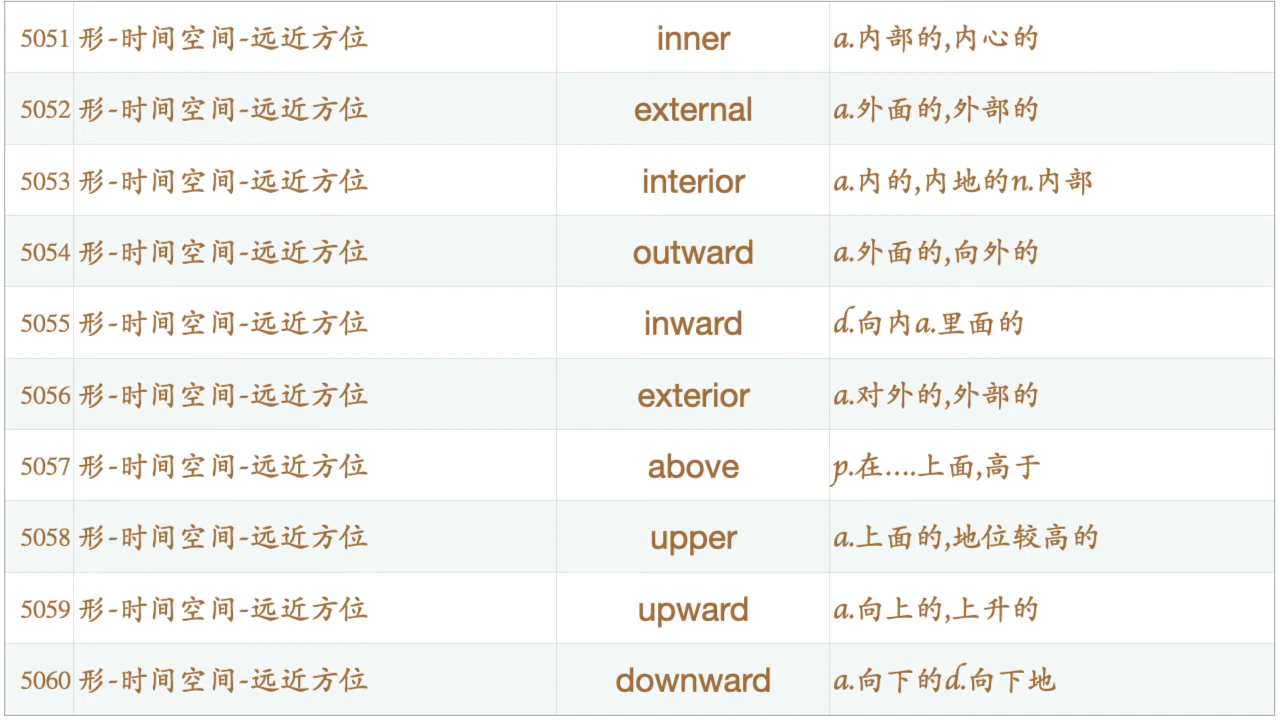 5051 形-时间空间-远近方位 inner a.内部的,内心的
5052 形-时间空间-远近方位 external a.外面的,外部的
5053 形-时间空间-远近方位 interior a.内的,内地的n.内部
5054 形-时间空间-远近方位 outward a.外面的,向外的
5055 形-时间空间-远近方位 inward d.向内a.里面的
5056 形-时间空间-远近方位 exterior a.对外的,外部的
5057 形-时间空间-远近方位 above p.在....上面,高于
5058 形-时间空间-远近方位 upper a.上面的,地位较高的
5059 形-时间空间-远近方位 upward a.向上的,上升的
5060 形-时间空间-远近方位 downward a.向下的d.向下地